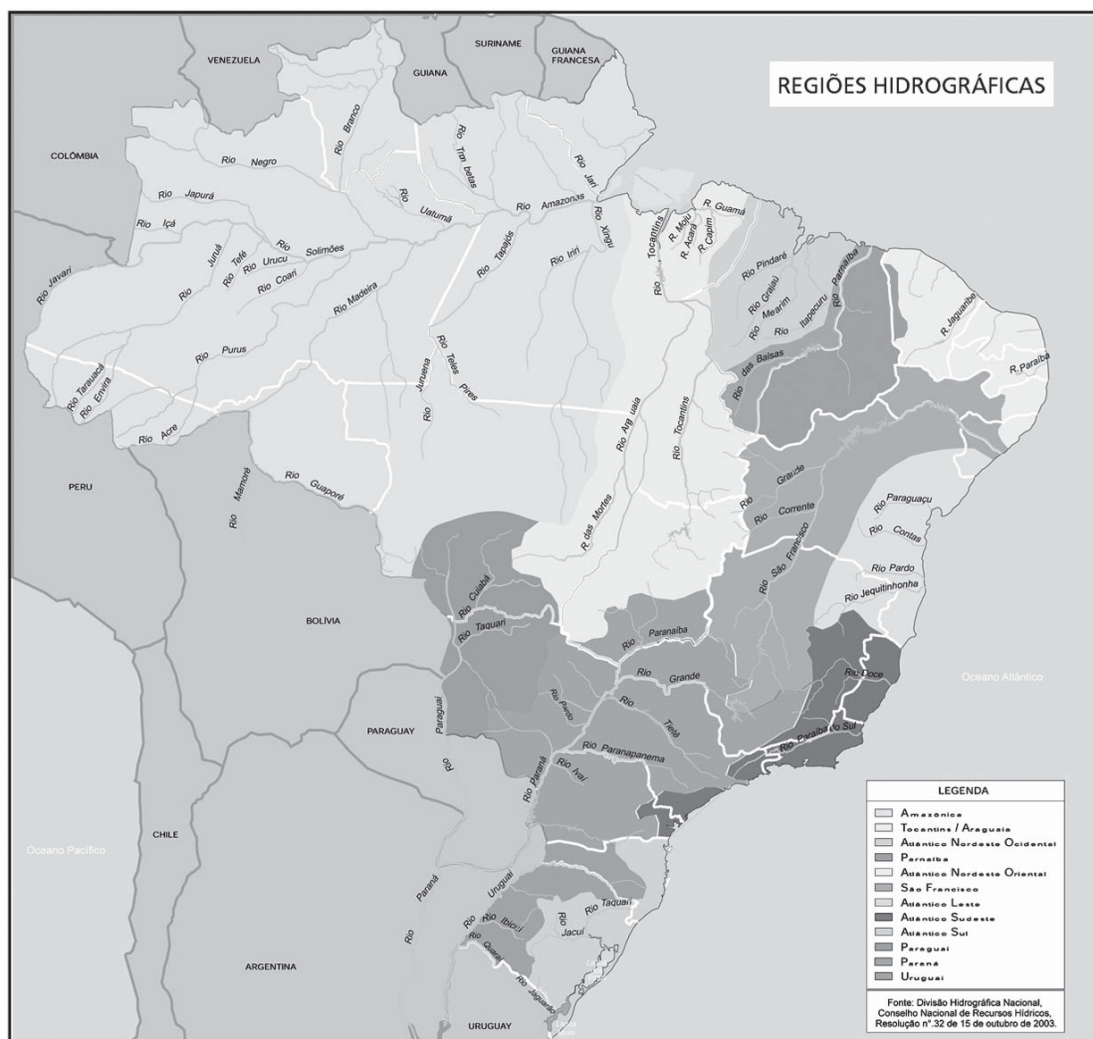 REGIÕES HIDROGRÁFICAS
VENEZUELA
SURINAME
GUIANA
GUIANA
FRANCESA
COLÔMBIA
Rio Branco
Rio Negro
Rio Trombetas
Rio Jari
Rio Japurá
Rio Uatumã
Rio Amazonas
R. Guamá
Rio Içá
Rio Xingu
Rio Tocantins
R. Moju
R. Acará
R. Capim
Rio Juruá
Rio Tefé
Rio Urucu
Rio Solimões
Rio Coari
Rio Tapajós
Rio Iriri
Rio Javari
Rio Madeira
Rio Pindaré
Rio Grajaú
Rio Mearim
Rio Itapecuru
Rio Parnaíba
R. Jaguaribe
Rio Purus
Rio das Balsas
R. Paraíba
Rio Tarauacá
Rio Envira
Rio Juruena
Rio Teles Pires
Rio Acre
Rio Arguaia
Rio Tocantins
PERU
Rio Mamoré
Rio Guaporé
Rio Grande
Rio Corrente
Rio Paraguaçu
Rio Contas
R. das Mortes
Rio São Francisco
Rio Pardo
Rio Jequitinhonha
Rio Cuiabá
BOLÍVIA
Rio Taquari
Rio Paranaíba
Rio Grande
Rio Doce
Oceano Atlântico
PARAGUAY
Rio Paraguai
Rio Pardo
Rio Tietê
Rio Paraíba do Sul
Rio Paranapanema
Rio Ivaí
Rio Paraná
CHILE
Oceano Pacífico
Rio Paraná
Rio Uruguai
Rio Ibicuí
Rio Taquari
Rio Jacuí
Rio Quaraí
Rio Jaguarão
ARGENTINA
URUGUAY
LEGENDA
Amazônica
Tocantins / Araguaia
Atlântico Nordeste Ocidental
Parnaíba
Atlântico Nordeste Oriental
São Francisco
Atlântico Leste
Atlântico Sudeste
Atlântico Sul
Paraguai
Paraná
Uruguai
Fonte: Divisão Hidrográfica Nacional,
Conselho Nacional de Recursos Hídricos,
Resolução n°.32 de 15 de outubro de 2003.